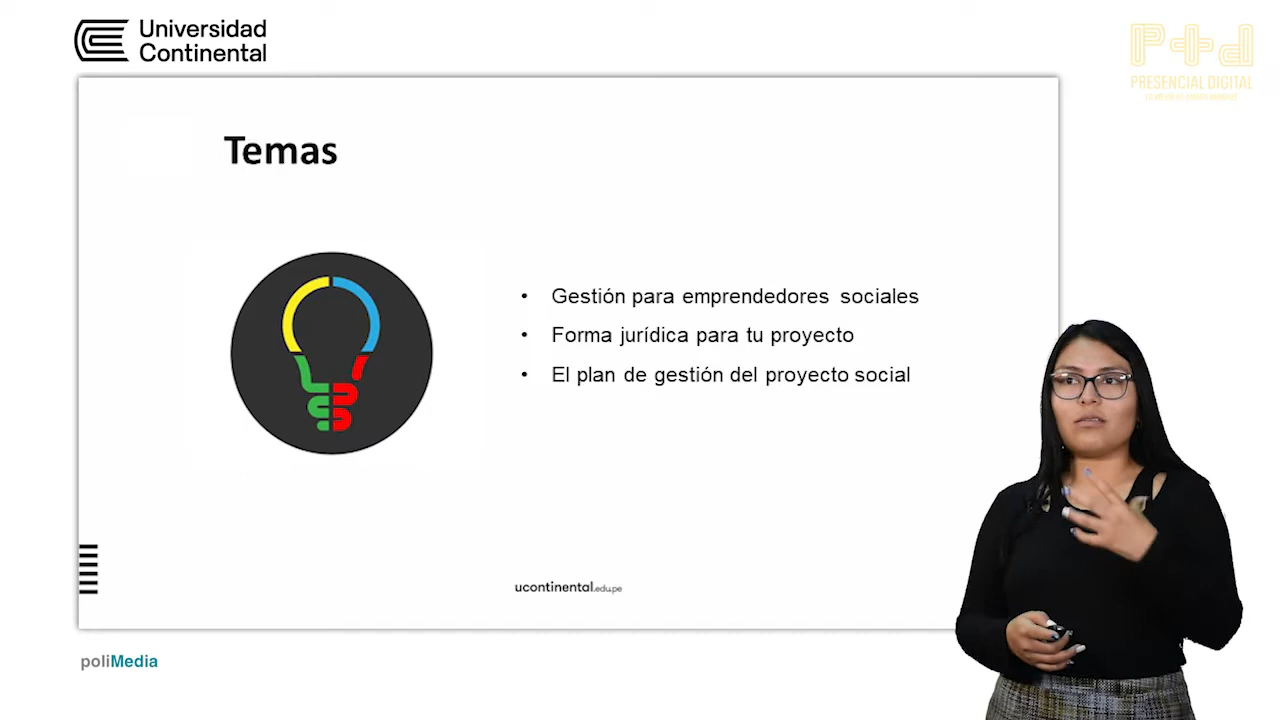 Universidad
Continental
P+d
PRESENCIAL DIGITAL
Temas
• Gestión para emprendedores sociales
• Forma jurídica para tu proyecto
• El plan de gestión del proyecto social
ucontinental.edu.pe
poliMedia